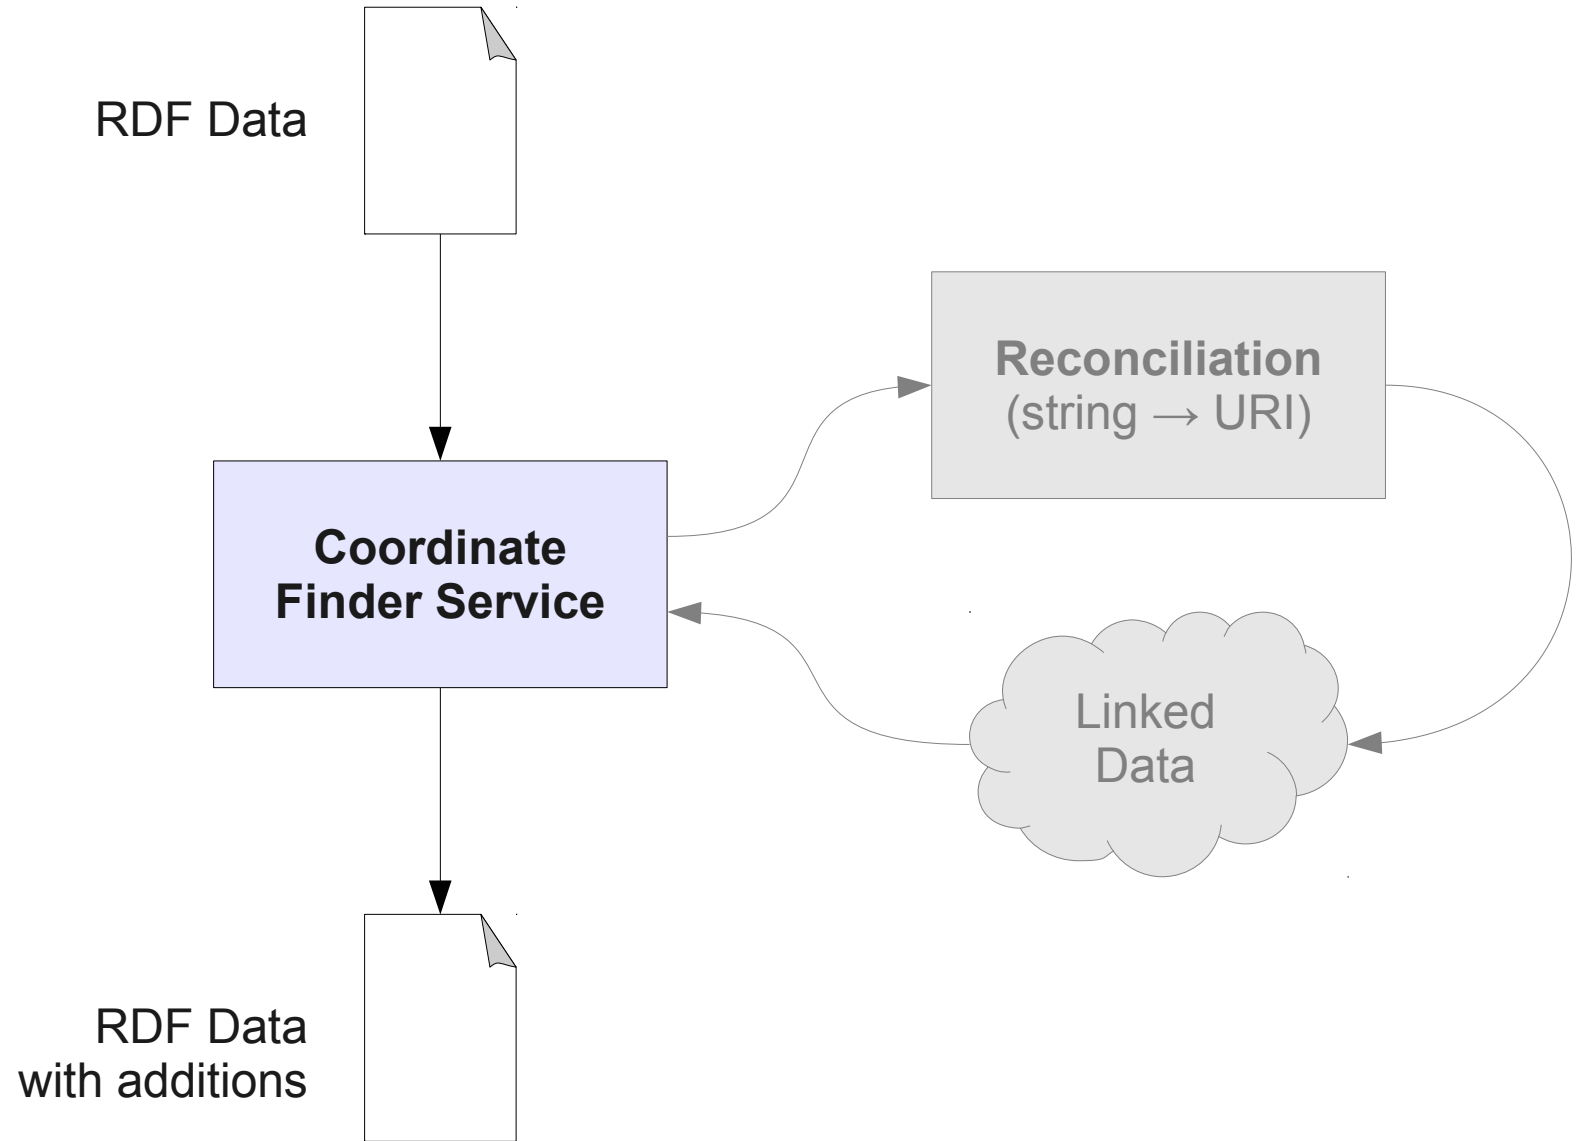 RDF Data
Reconciliation
(string → URI)
Coordinate
Finder Service
Linked
Data
RDF Data
with additions